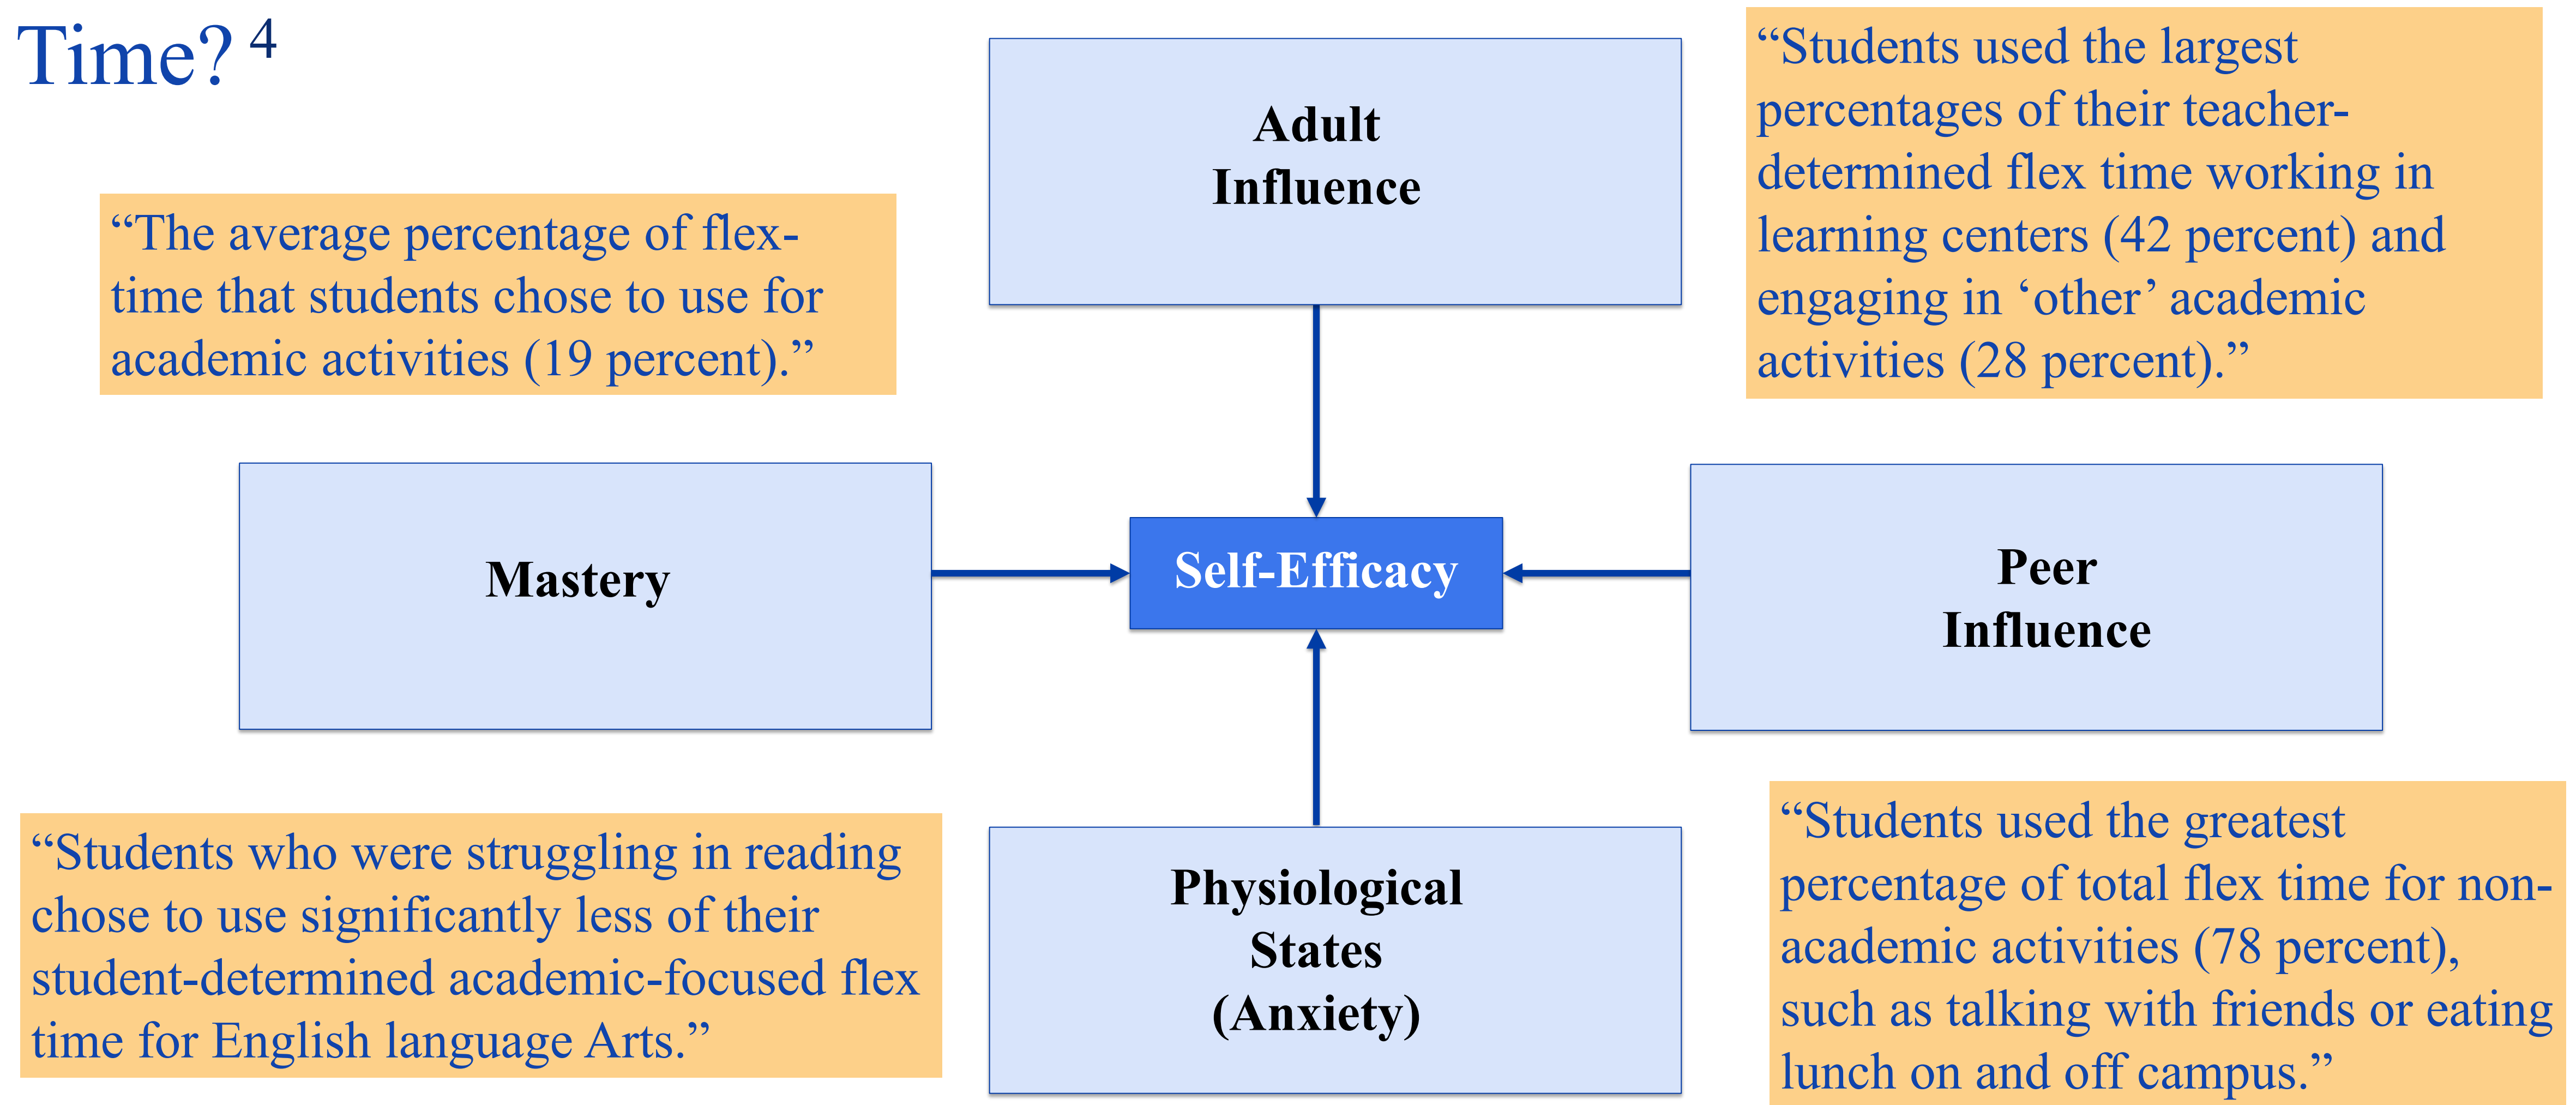 Time? 4
“The average percentage of flex-
time that students chose to use for
academic activities (19 percent).”
Adult
Influence
“Students used the largest
percentages of their teacher-
determined flex time working in
learning centers (42 percent) and
engaging in ‘other’ academic
activities (28 percent).”
Mastery
Self-Efficacy
Peer
Influence
“Students who were struggling in reading
chose to use significantly less of their
student-determined academic-focused flex
time for English language Arts.”
Physiological
States
(Anxiety)
“Students used the greatest
percentage of total flex time for non-
academic activities (78 percent),
such as talking with friends or eating
lunch on and off campus.”